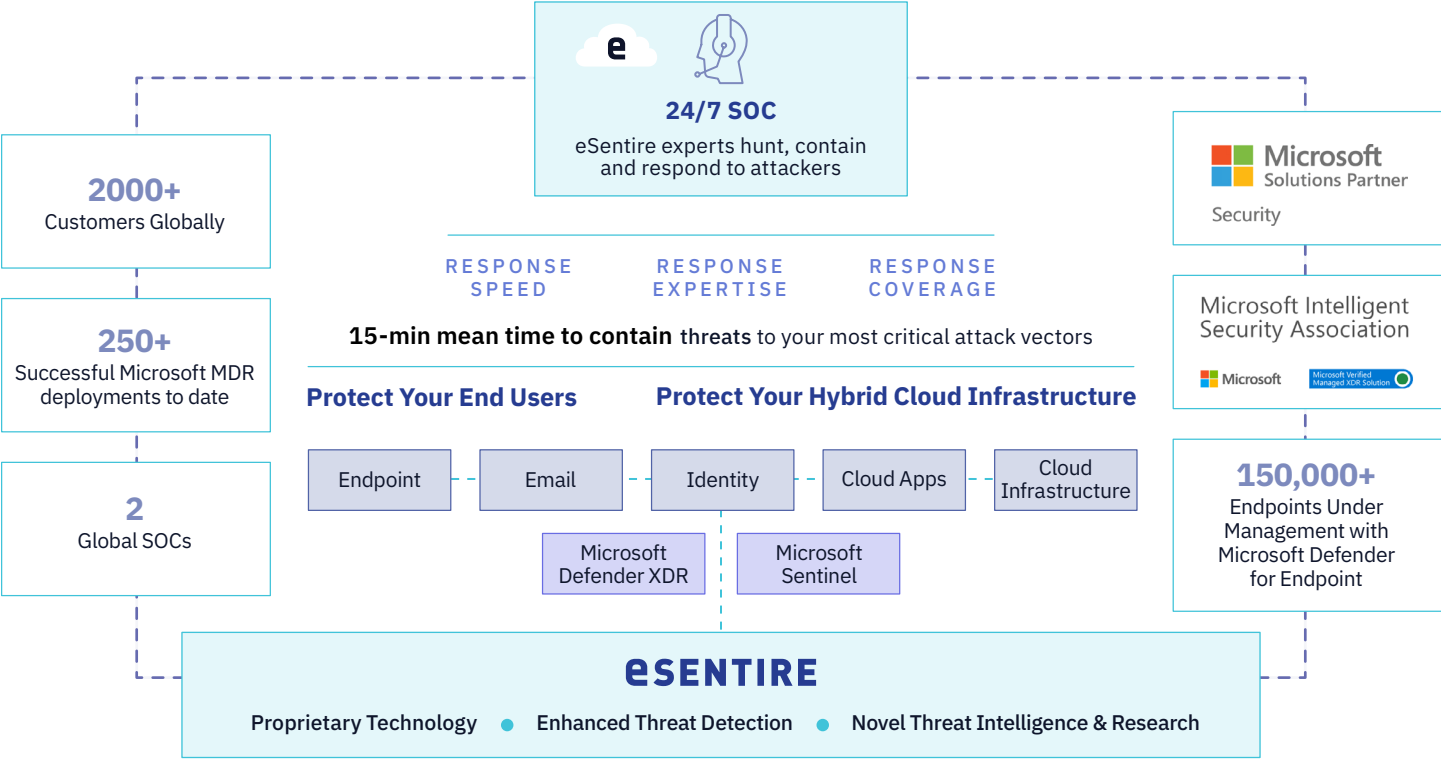 e
24/7 SOC
eSentire experts hunt, contain
and respond to attackers
2000+
Customers Globally
250+
Successful Microsoft MDR
deployments to date
2
Global SOCs
RESPONSE
SPEED
RESPONSE
EXPERTISE
RESPONSE
COVERAGE
15-min mean time to contain threats to your most critical attack vectors
Protect Your End Users
Protect Your Hybrid Cloud Infrastructure
Endpoint
Email
Identity
Cloud Apps
Cloud
Infrastructure
Microsoft
Defender XDR
Microsoft
Sentinel
Microsoft
Solutions Partner
Security
Microsoft Intelligent
Security Association
Microsoft
Microsoft Verified
Managed XDR Solution
150,000+
Endpoints Under
Management with
Microsoft Defender
for Endpoint
eSENTIRE
Proprietary Technology ● Enhanced Threat Detection ● Novel Threat Intelligence & Research